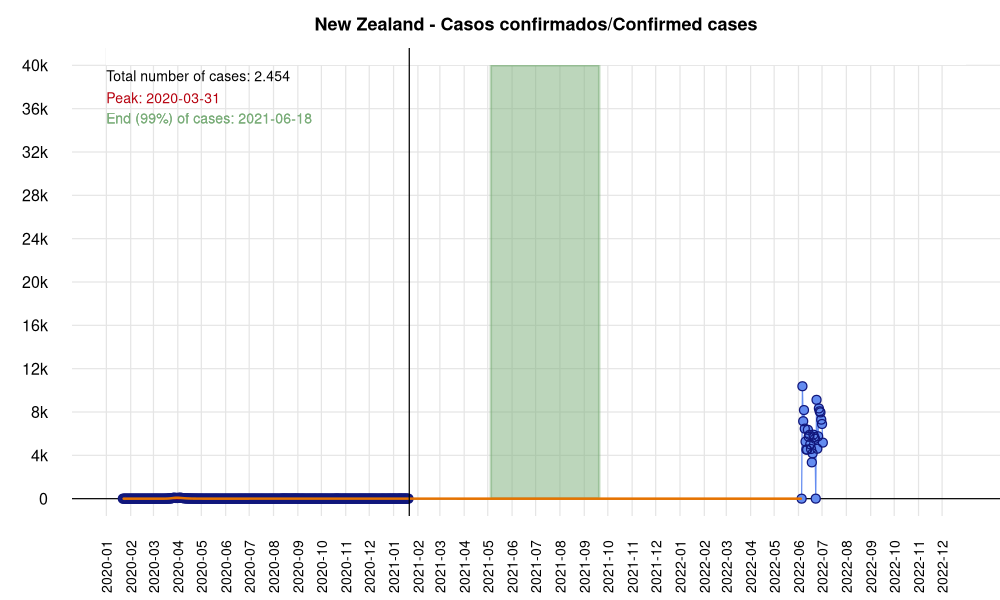 New Zealand - Casos confirmados/Confirmed cases
40k
36k
32k
28k
24k
20k
16k
12k
8k
4k
0
Total number of cases: 2.454
Peak: 2020-03-31
End (99%) of cases: 2021-06-18
2020-01
2020-02
2020-03
2020-04
2020-05
2020-06
2020-07
2020-08
2020-09
2020-10
2020-11
2020-12
2021-01
2021-02
2021-03
2021-04
2021-05
2021-06
2021-07
2021-08
2021-09
2021-10
2021-11
2021-12
2022-01
2022-02
2022-03
2022-04
2022-05
2022-06
2022-07
2022-08
2022-09
2022-10
2022-11
2022-12